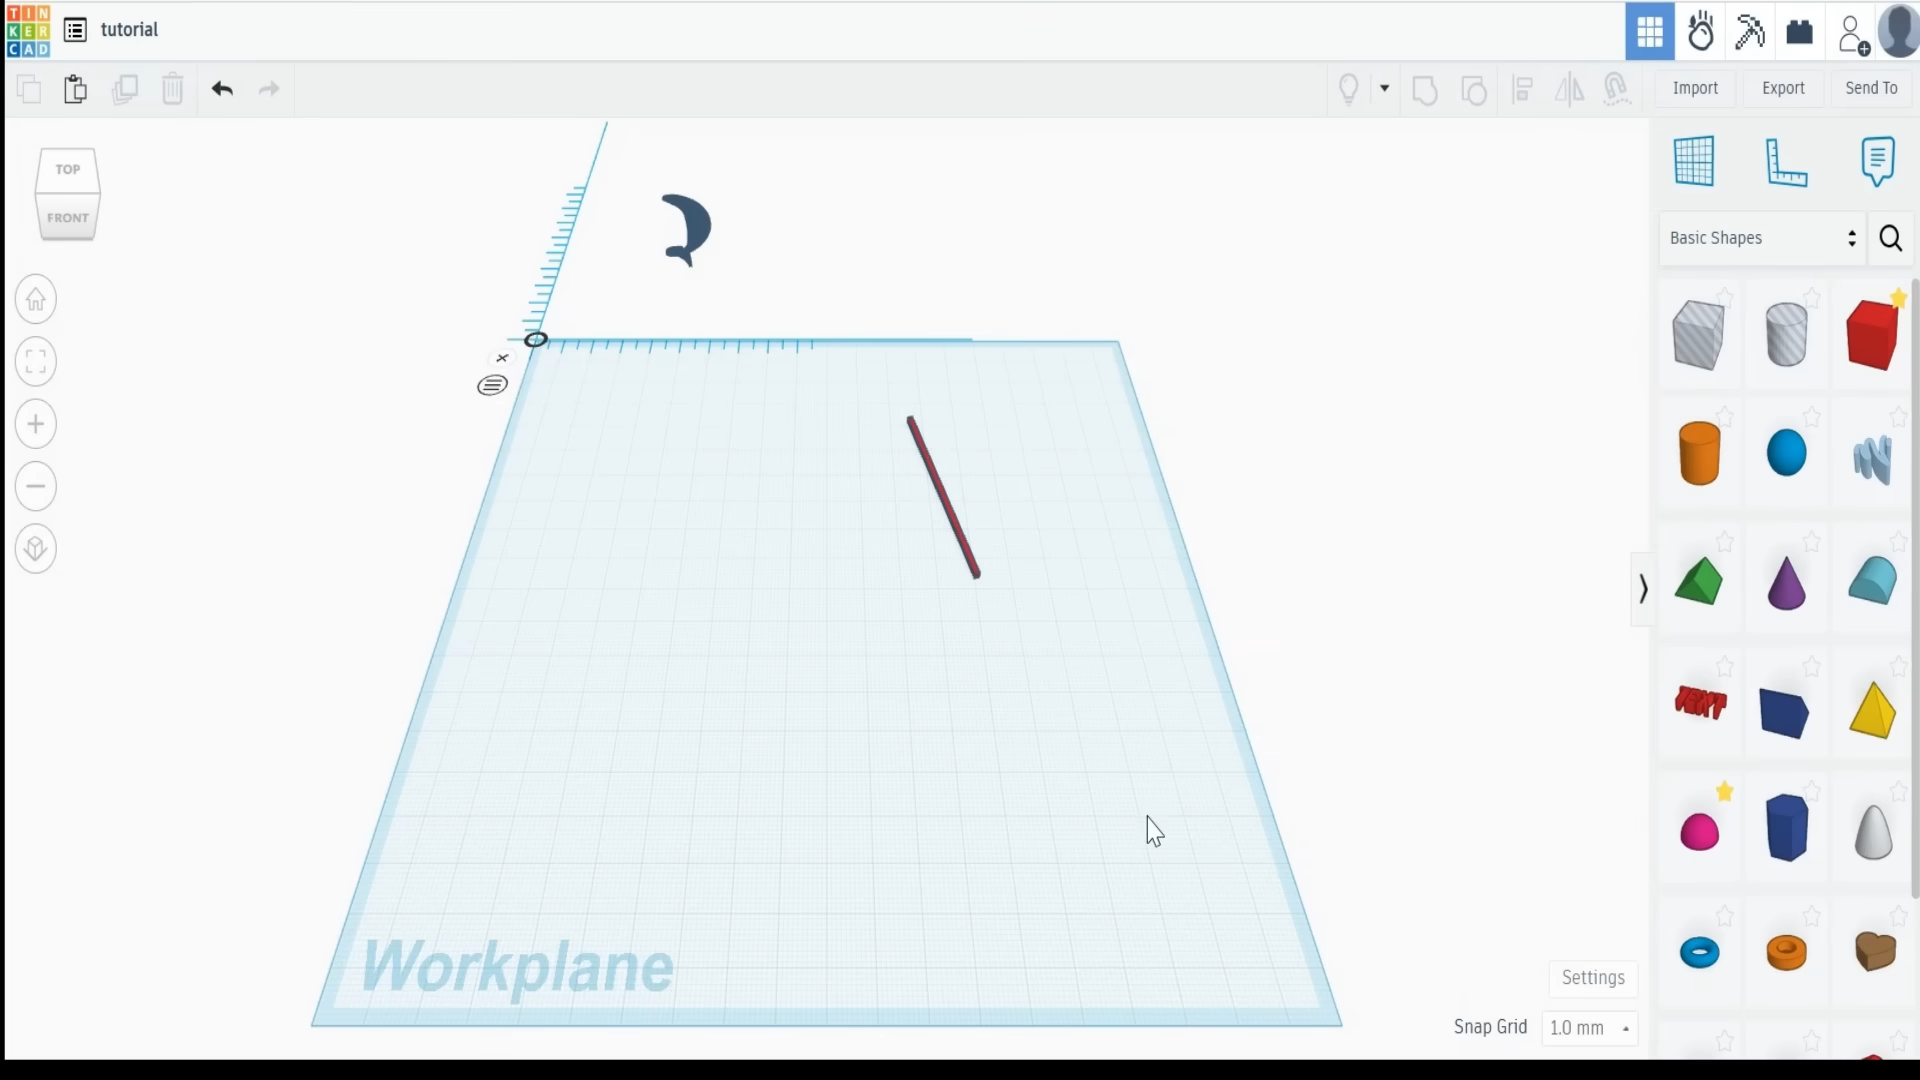 TIN
KER
CAD
tutorial
Import
Export
Send To
TOP
FRONT
Basic Shapes
TEXT
Workplane
Settings
Snap Grid
1.0 mm